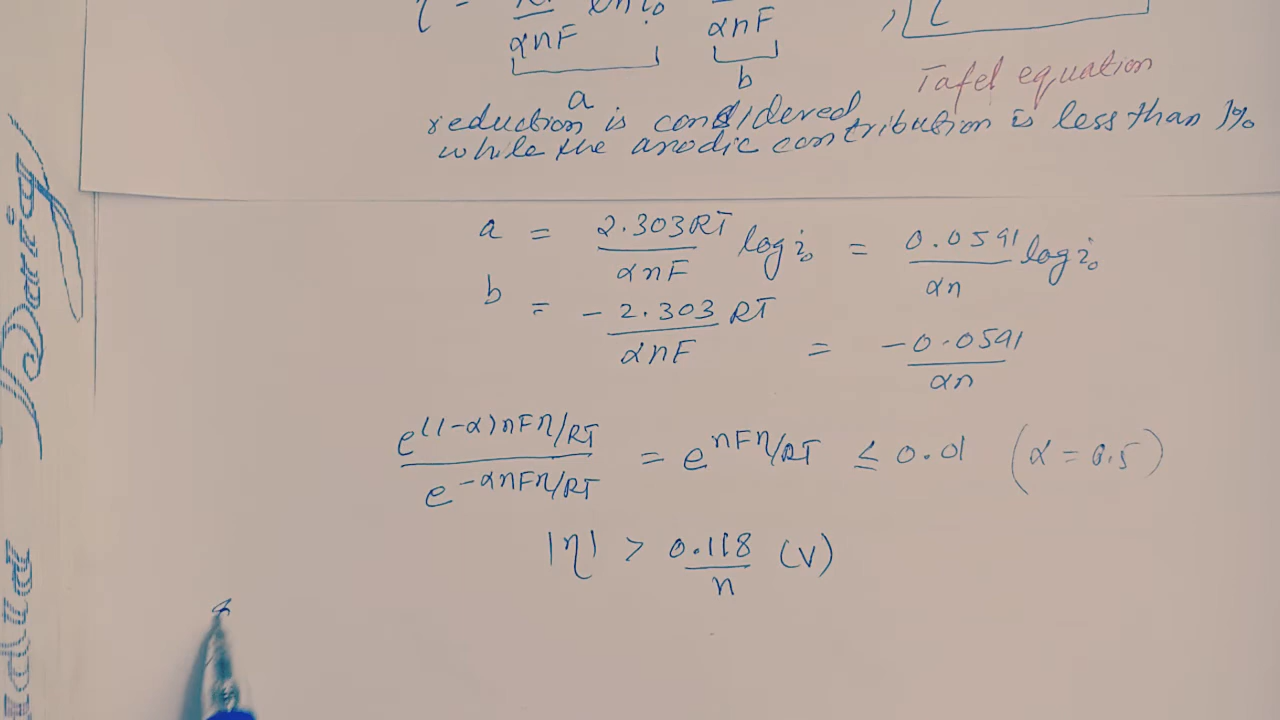 αnF αnF
a b
Tafel equation
reduction is considered
while the anodic contribution is less than 1%
a = 2.303RT/αnF log i₀ = 0.0591/αn log i₀
b = -2.303 RT/αnF = -0.0591/αn
e^((1-α)nFη/RT)/e^(-αnFη/RT) = e^(nFη/RT) ≤ 0.01 (α = 0.5)
|η| > 0.118/n (V)